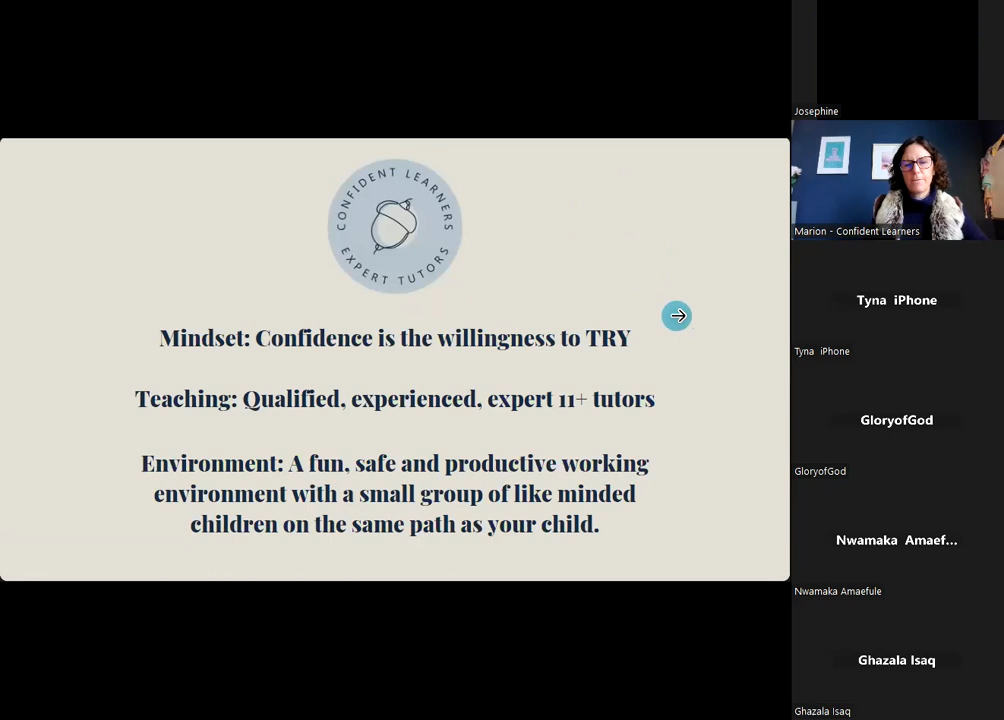 CONFIDENT LEARNERS
EXPERT TUTORS
Mindset: Confidence is the willingness to TRY
Teaching: Qualified, experienced, expert 11+ tutors
Environment: A fun, safe and productive working
environment with a small group of like minded
children on the same path as your child.
Josephine
Marion - Confident Learners
Tyna iPhone
Tyna iPhone
GloryofGod
GloryofGod
Nwamaka Amaef...
Nwamaka Amaefule
Ghazala Isaq
Ghazala Isaq